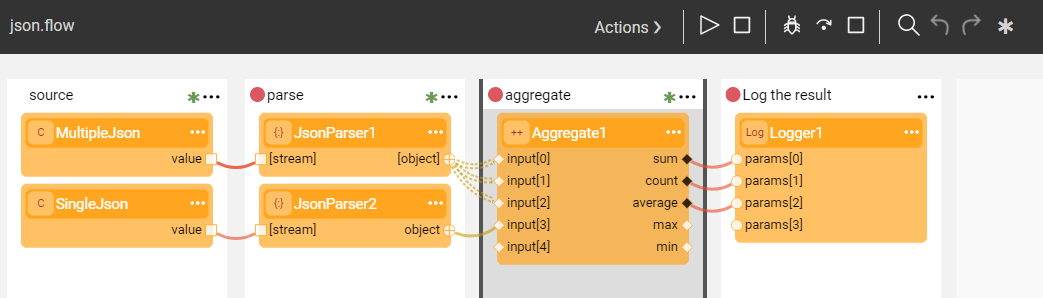 json.flow
Actions
source
parse
aggregate
Log the result
C MultipleJson
{;} JsonParser1
++ Aggregate1
Log Logger1
value
[stream] [object]
input[0] sum
params[0]
input[1] count
params[1]
C SingleJson
{;} JsonParser2
input[2] average
params[2]
value
[stream] object
input[3] max
params[3]
input[4] min